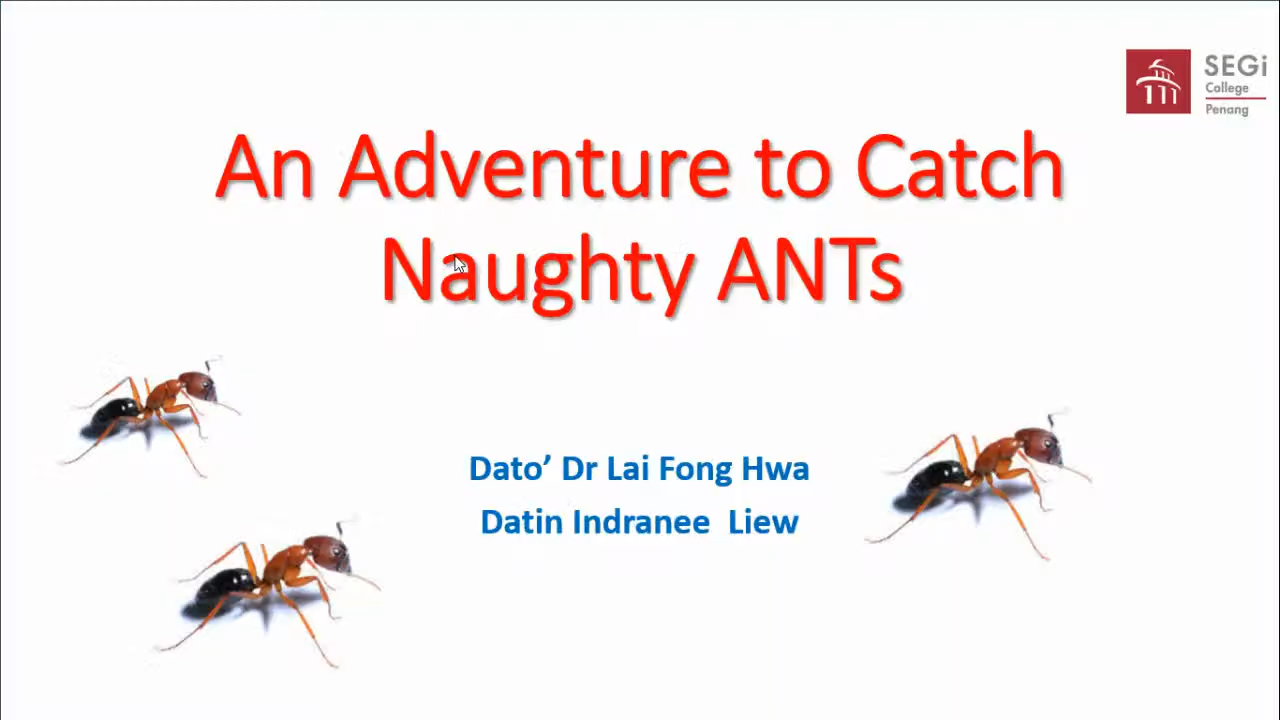 SEGi
College
Penang
An Adventure to Catch
Naughty ANTs
Dato’ Dr Lai Fong Hwa
Datin Indranee  Liew